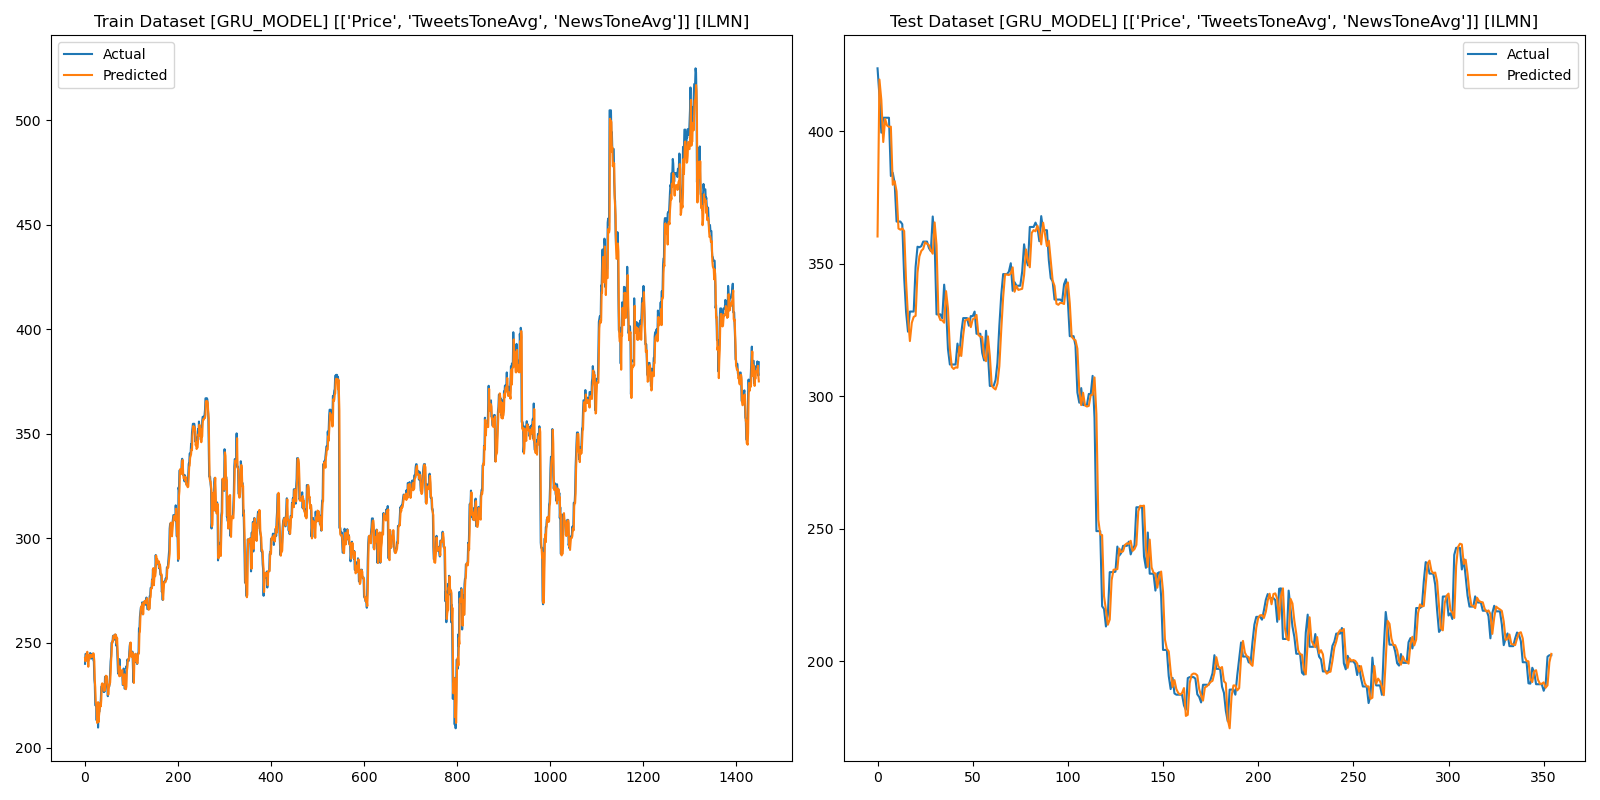 Train Dataset [GRU_MODEL] [['Price', 'TweetsToneAvg', 'NewsToneAvg']] [ILMN]
Actual
Predicted
500
450
400
350
300
250
200
0 200 400 600 800 1000 1200 1400
Test Dataset [GRU_MODEL] [['Price', 'TweetsToneAvg', 'NewsToneAvg']] [ILMN]
Actual
Predicted
400
350
300
250
200
0 50 100 150 200 250 300 350